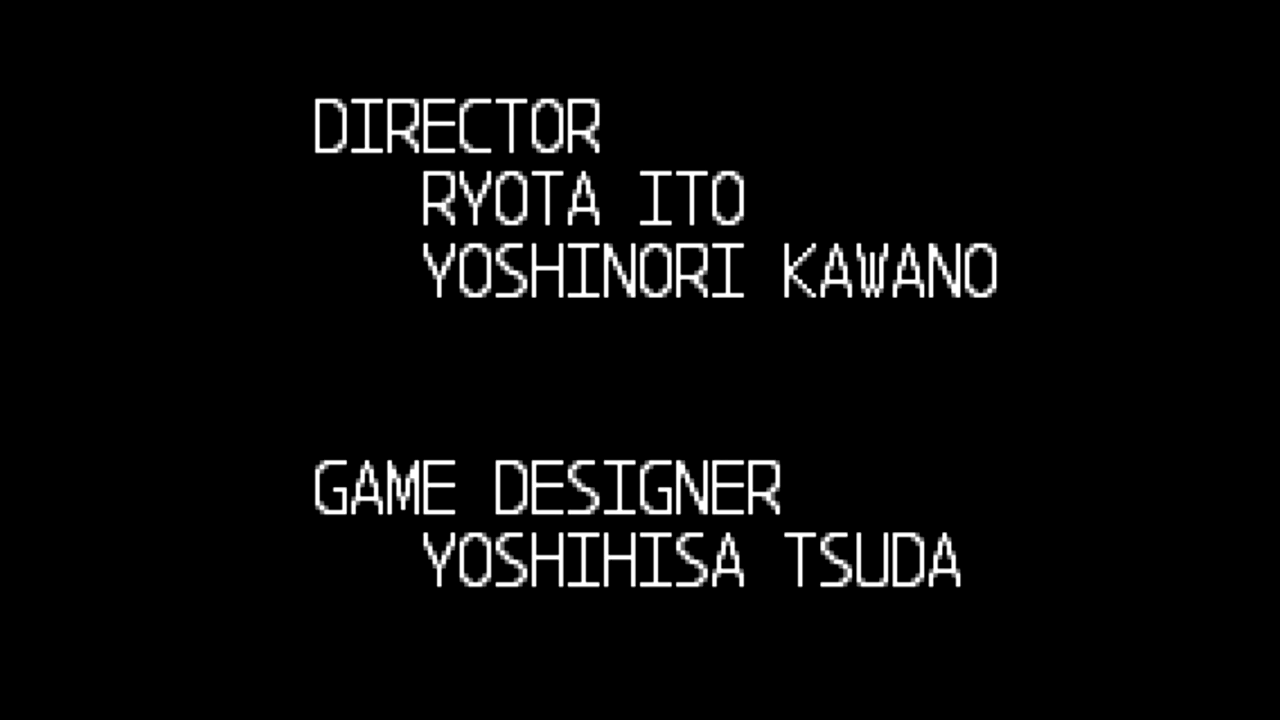 DIRECTOR
RYOTA ITO
YOSHINORI KAWANO
GAME DESIGNER
YOSHIHISA TSUDA